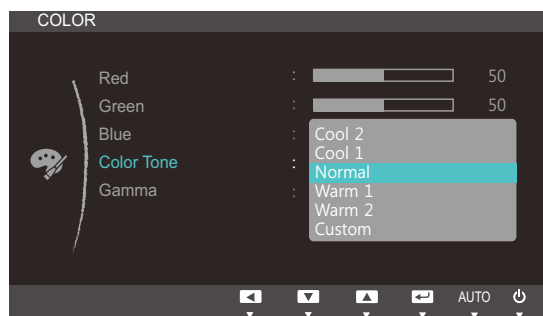 COLOR
Red : 50
Green : 50
Blue :
Color Tone :
Gamma :
Cool 2
Cool 1
Normal
Warm 1
Warm 2
Custom
AUTO